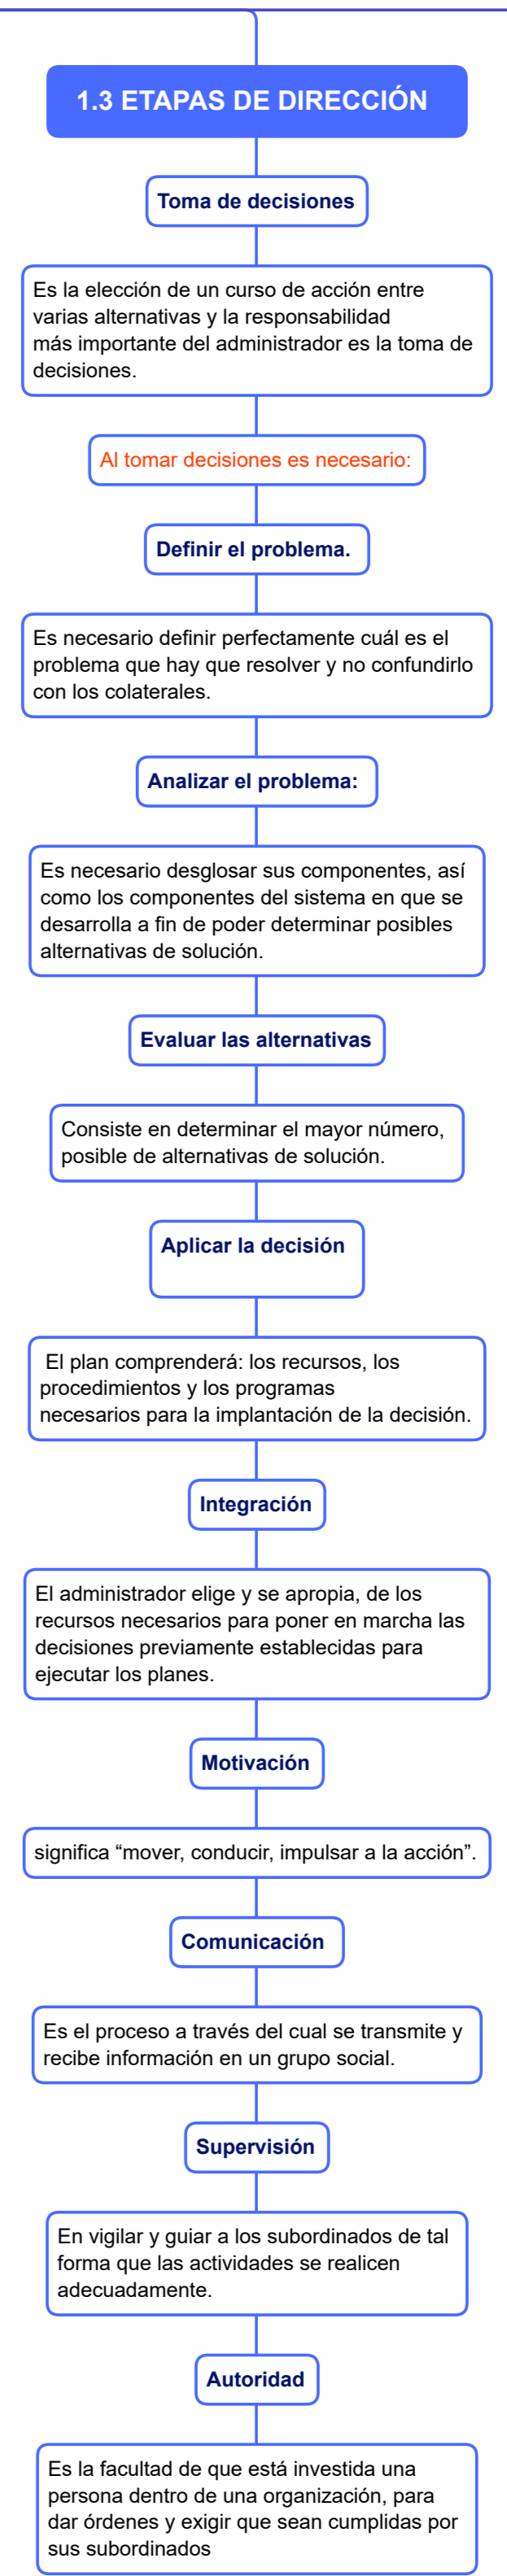 1.3 ETAPAS DE DIRECCIÓN
Toma de decisiones
Es la elección de un curso de acción entre
varias alternativas y la responsabilidad
más importante del administrador es la toma de
decisiones.
Al tomar decisiones es necesario:
Definir el problema.
Es necesario definir perfectamente cuál es el
problema que hay que resolver y no confundirlo
con los colaterales.
Analizar el problema:
Es necesario desglosar sus componentes, así
como los componentes del sistema en que se
desarrolla a fin de poder determinar posibles
alternativas de solución.
Evaluar las alternativas
Consiste en determinar el mayor número,
posible de alternativas de solución.
Aplicar la decisión
El plan comprenderá: los recursos, los
procedimientos y los programas
necesarios para la implantación de la decisión.
Integración
El administrador elige y se apropia, de los
recursos necesarios para poner en marcha las
decisiones previamente establecidas para
ejecutar los planes.
Motivación
significa “mover, conducir, impulsar a la acción”.
Comunicación
Es el proceso a través del cual se transmite y
recibe información en un grupo social.
Supervisión
En vigilar y guiar a los subordinados de tal
forma que las actividades se realicen
adecuadamente.
Autoridad
Es la facultad de que está investida una
persona dentro de una organización, para
dar órdenes y exigir que sean cumplidas por
sus subordinados